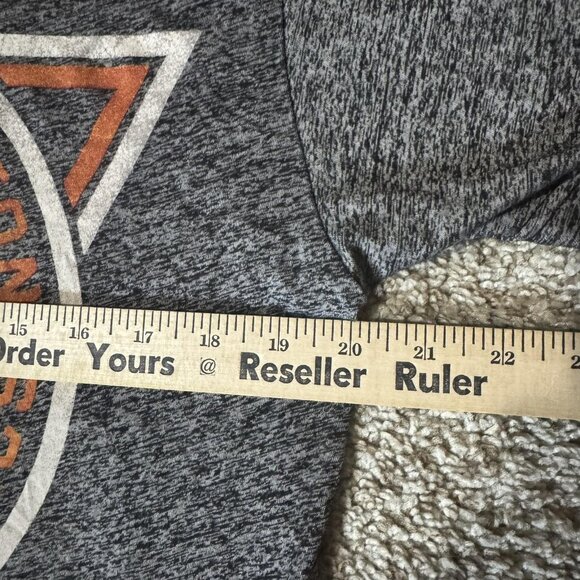 15 16 17 18 19 20 21 22
Order Yours @ Reseller Ruler